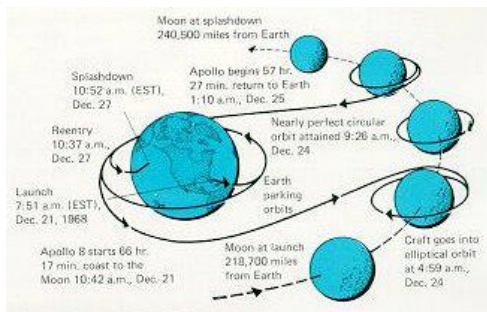 Moon at splashdown
240,500 miles from Earth
Splashdown
10:52 a.m. (EST),
Dec. 27
Apollo begins 57 hr.
27 min. return to Earth
1:10 a.m., Dec. 25
Reentry
10:37 a.m.,
Dec. 27
Nearly perfect circular
orbit attained 9:26 a.m.,
Dec. 24
Launch
7:51 a.m. (EST),
Dec. 21, 1968
Earth
parking
orbits
Apollo 8 starts 66 hr.
17 min. coast to the
Moon 10:42 a.m., Dec. 21
Moon at launch
218,700 miles
from Earth
Craft goes into
elliptical orbit
at 4:59 a.m.,
Dec. 24